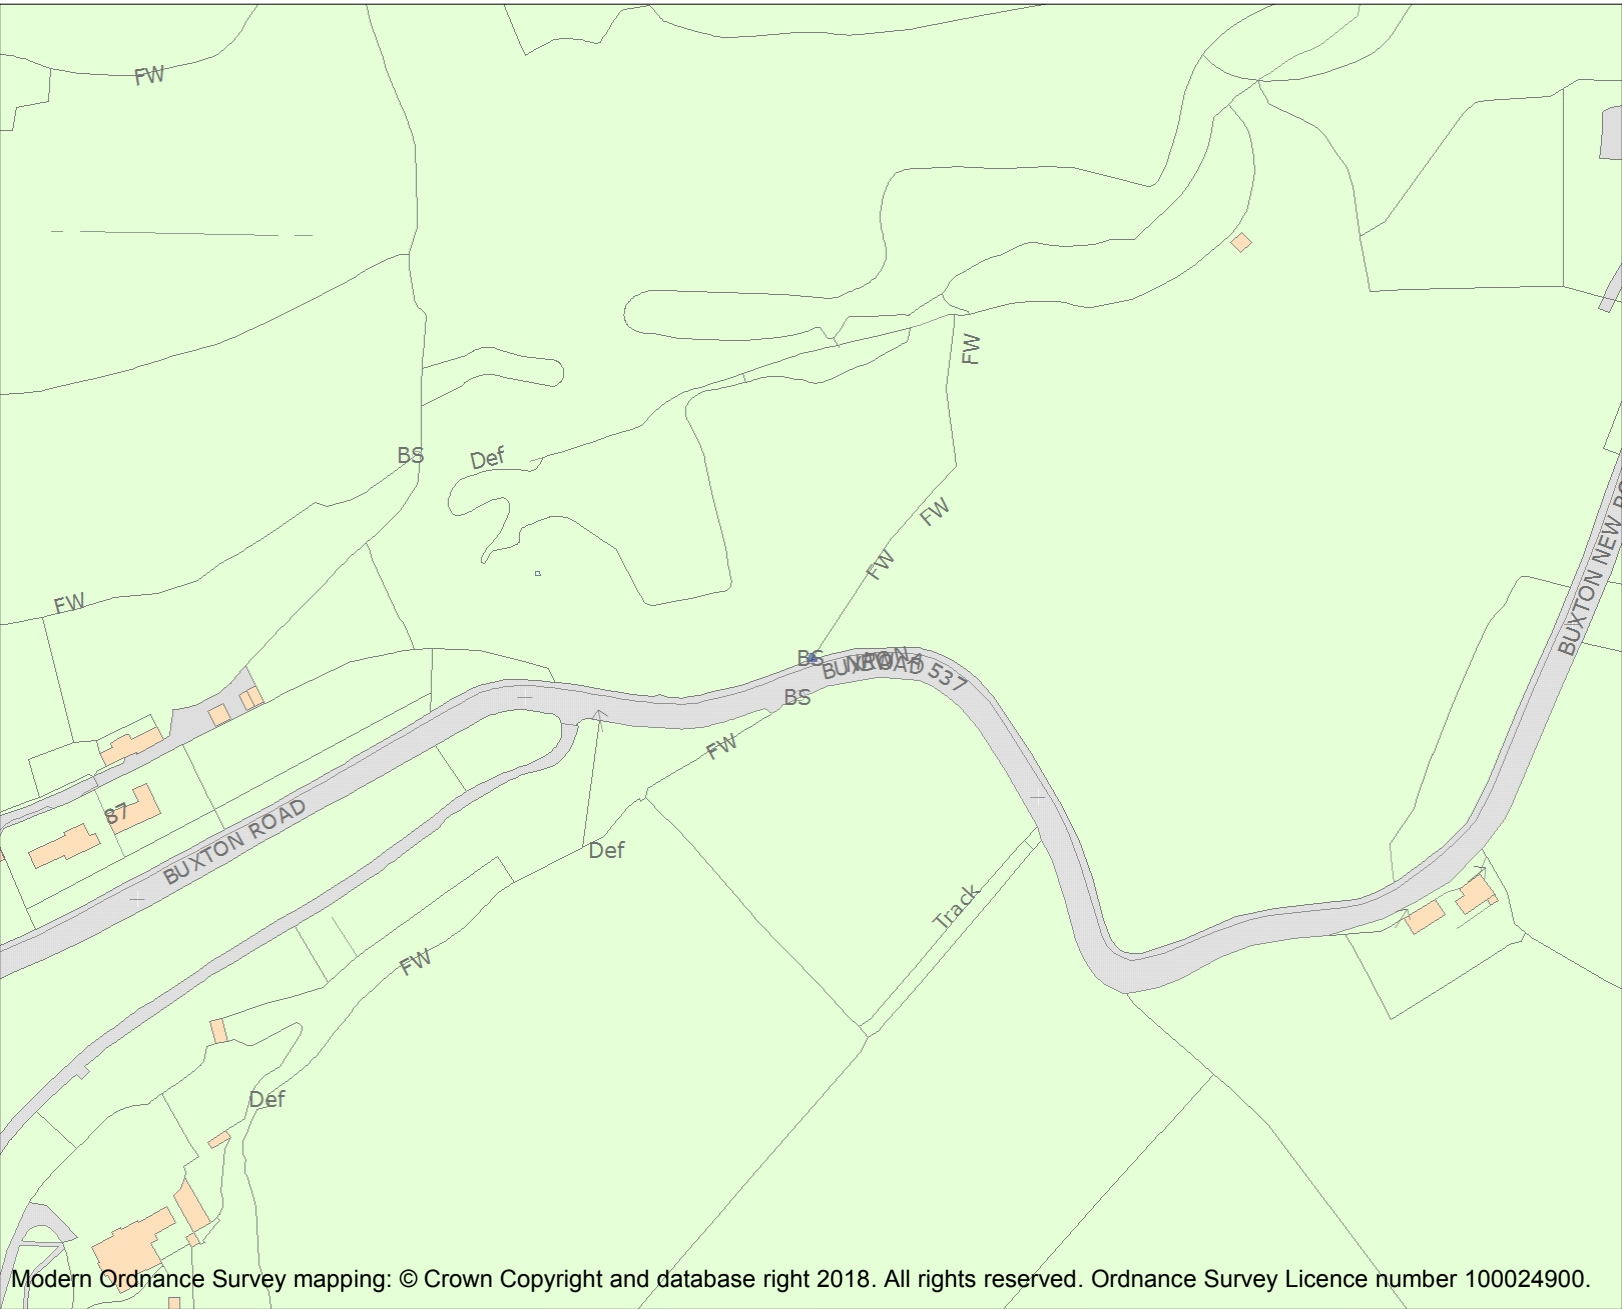 FW
FW
BS
Def
FW
FW
FW
BUXTON NEW
BS
537
BS
FW
87
BUXTON ROAD
Def
Track
FW
Def
Modern Ordnance Survey mapping: © Crown Copyright and database right 2018. All rights reserved. Ordnance Survey Licence number 100024900.